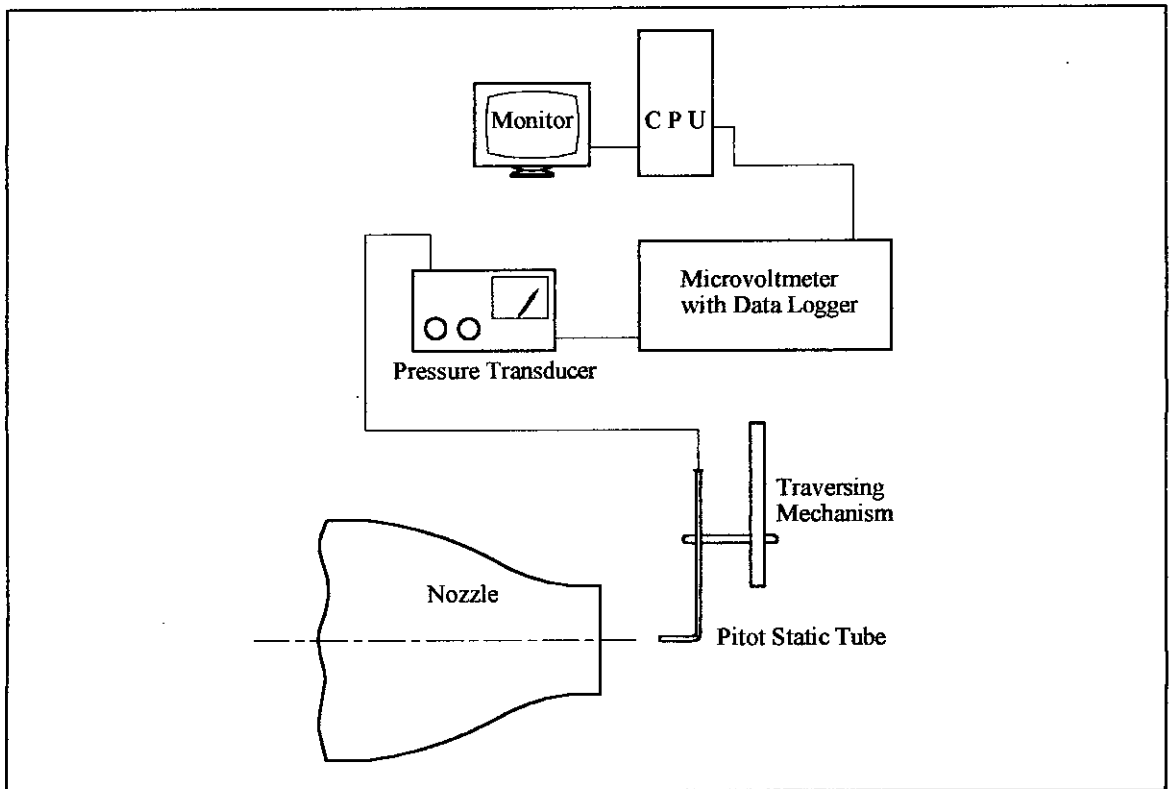 Monitor
C P U
Microvoltmeter
with Data Logger
Pressure Transducer
Traversing
Mechanism
Nozzle
Pitot Static Tube